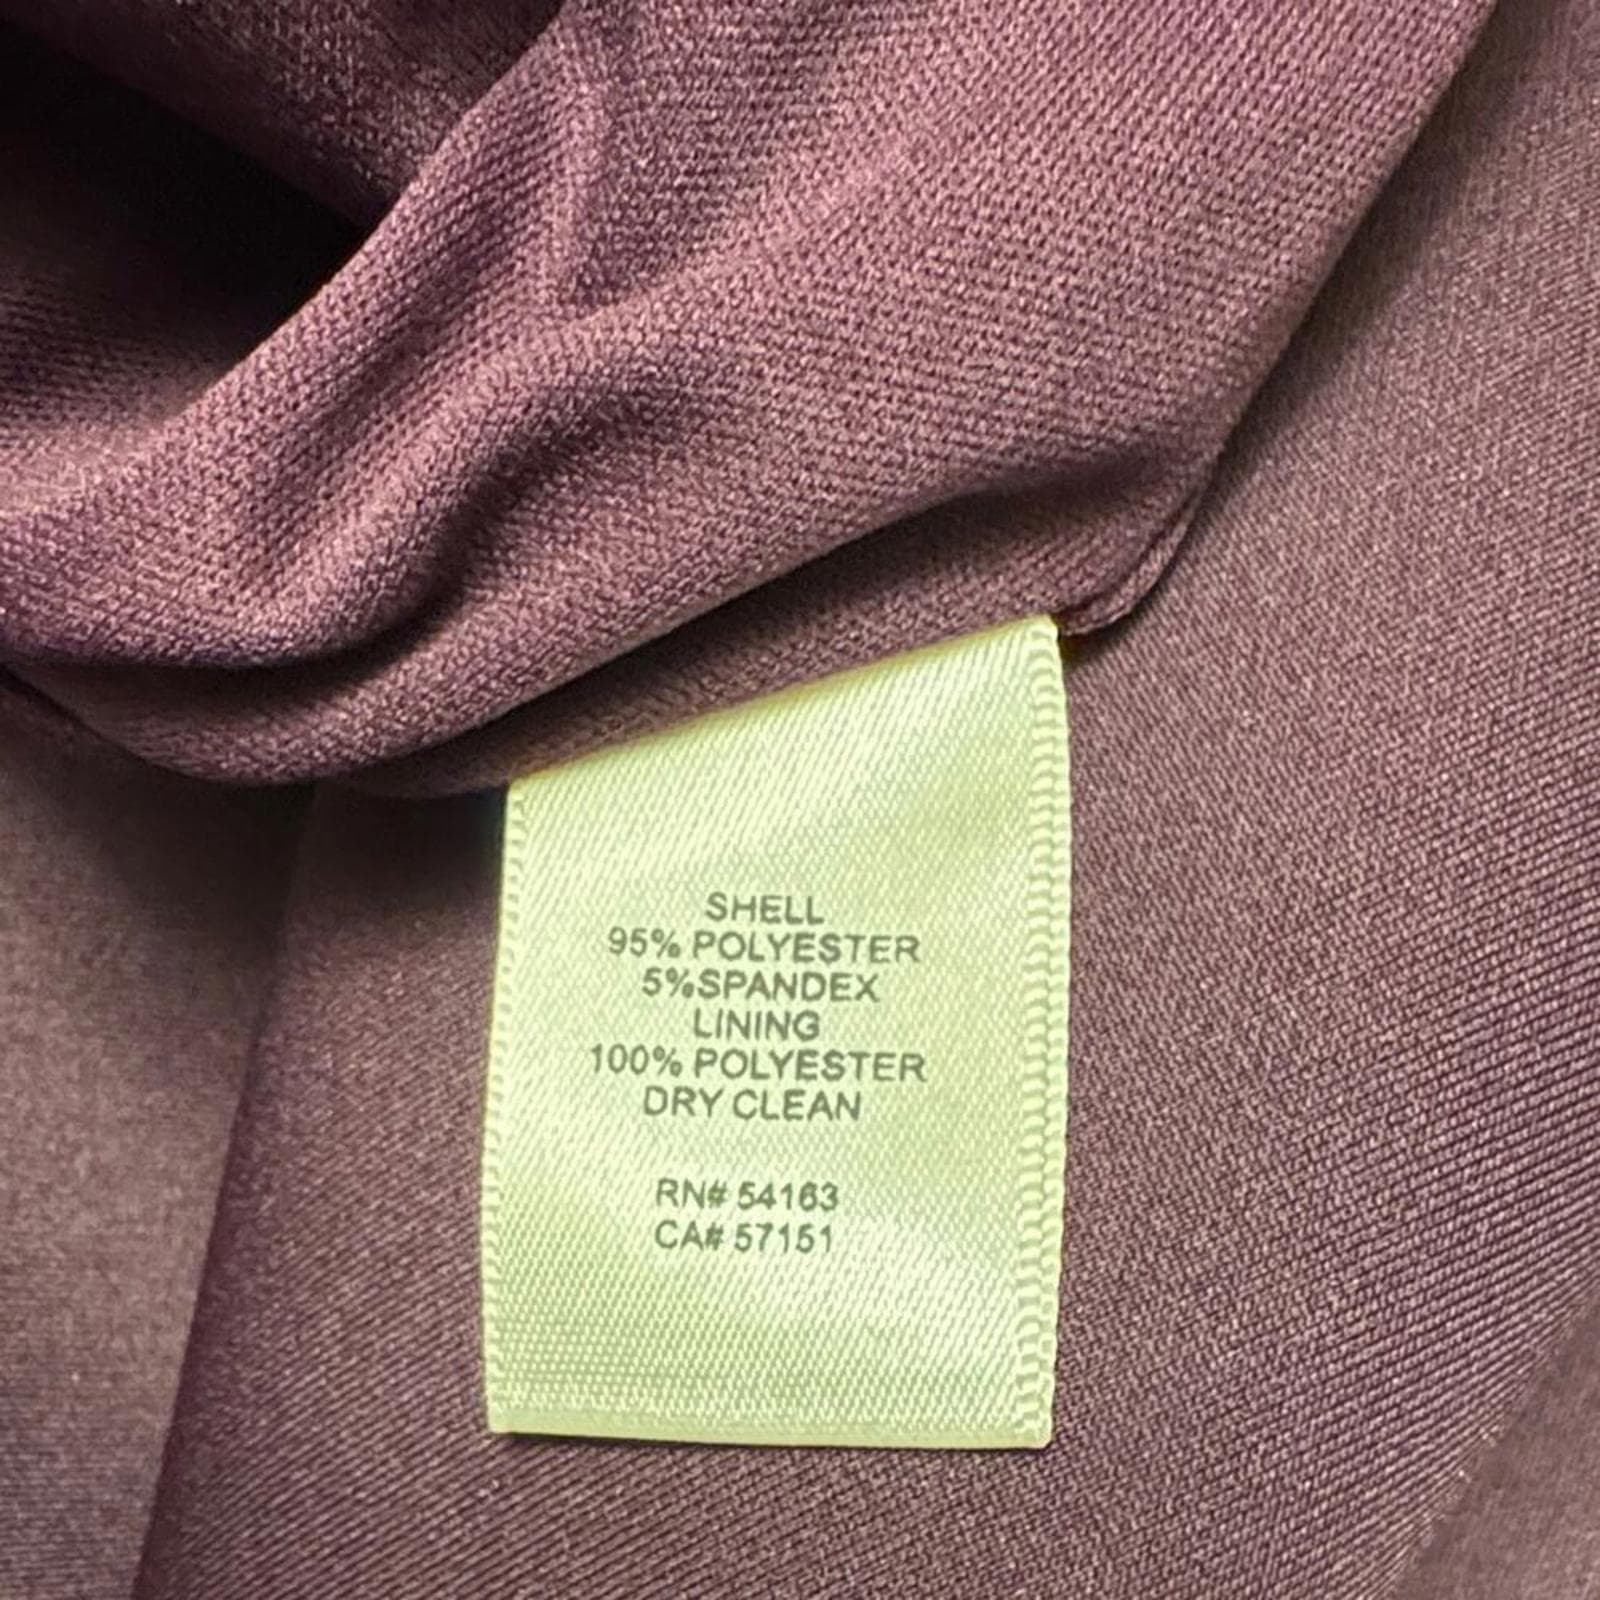 SHELL
95% POLYESTER
5%SPANDEX
LINING
100% POLYESTER
DRY CLEAN
RN# 54163
CA# 57151